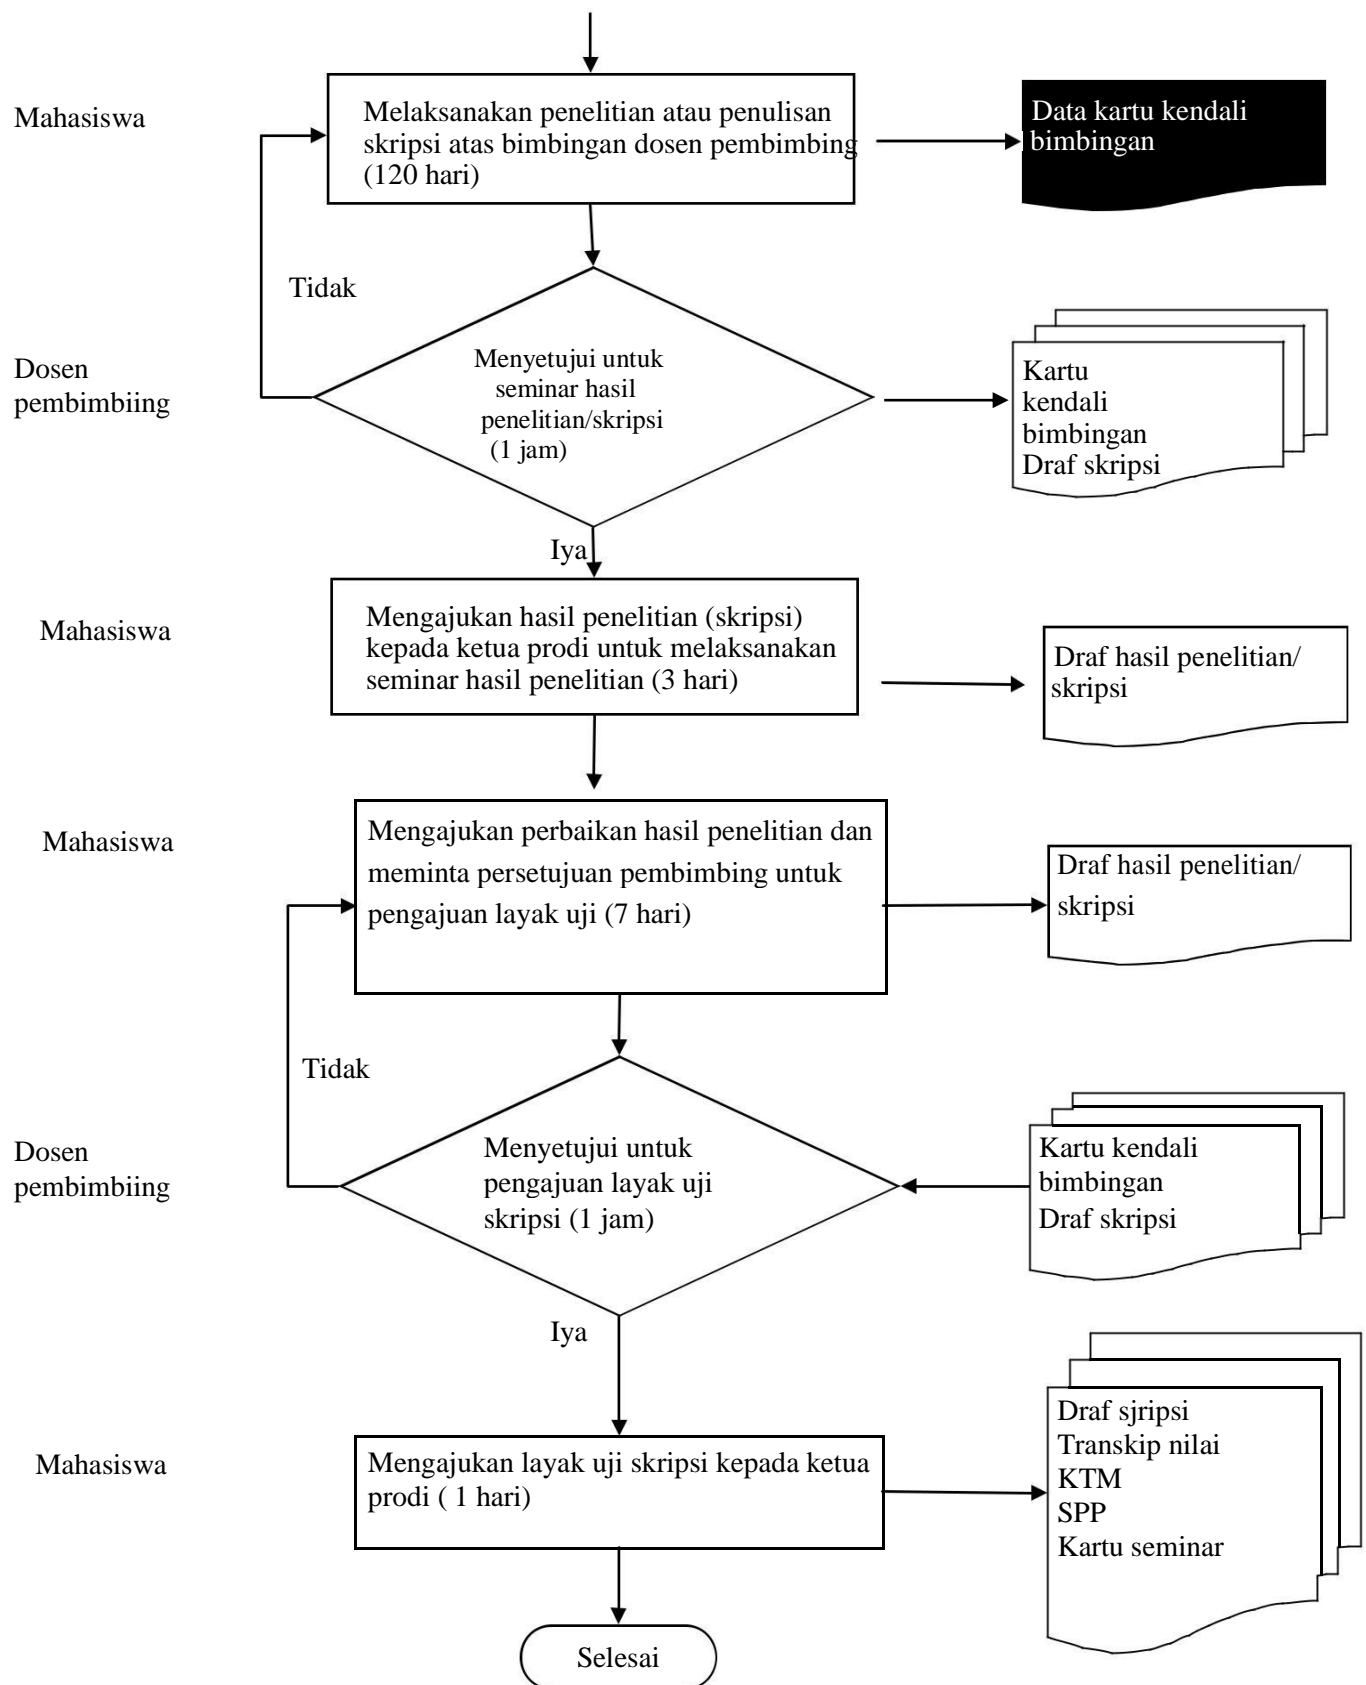 Mahasiswa
Melaksanakan penelitian atau penulisan
skripsi atas bimbingan dosen pembimbing
(120 hari)
Data kartu kendali
bimbingan
Tidak
Dosen
pembimbiing
Menyetujui untuk
seminar hasil
penelitian/skripsi
(1 jam)
Kartu
kendali
bimbingan
Draf skripsi
Iya
Mahasiswa
Mengajukan hasil penelitian (skripsi)
kepada ketua prodi untuk melaksanakan
seminar hasil penelitian (3 hari)
Draf hasil penelitian/
skripsi
Mahasiswa
Mengajukan perbaikan hasil penelitian dan
meminta persetujuan pembimbing untuk
pengajuan layak uji (7 hari)
Draf hasil penelitian/
skripsi
Tidak
Dosen
pembimbiing
Menyetujui untuk
pengajuan layak uji
skripsi (1 jam)
Kartu kendali
bimbingan
Draf skripsi
Iya
Mahasiswa
Mengajukan layak uji skripsi kepada ketua
prodi ( 1 hari)
Draf sjripsi
Transkip nilai
KTM
SPP
Kartu seminar
Selesai